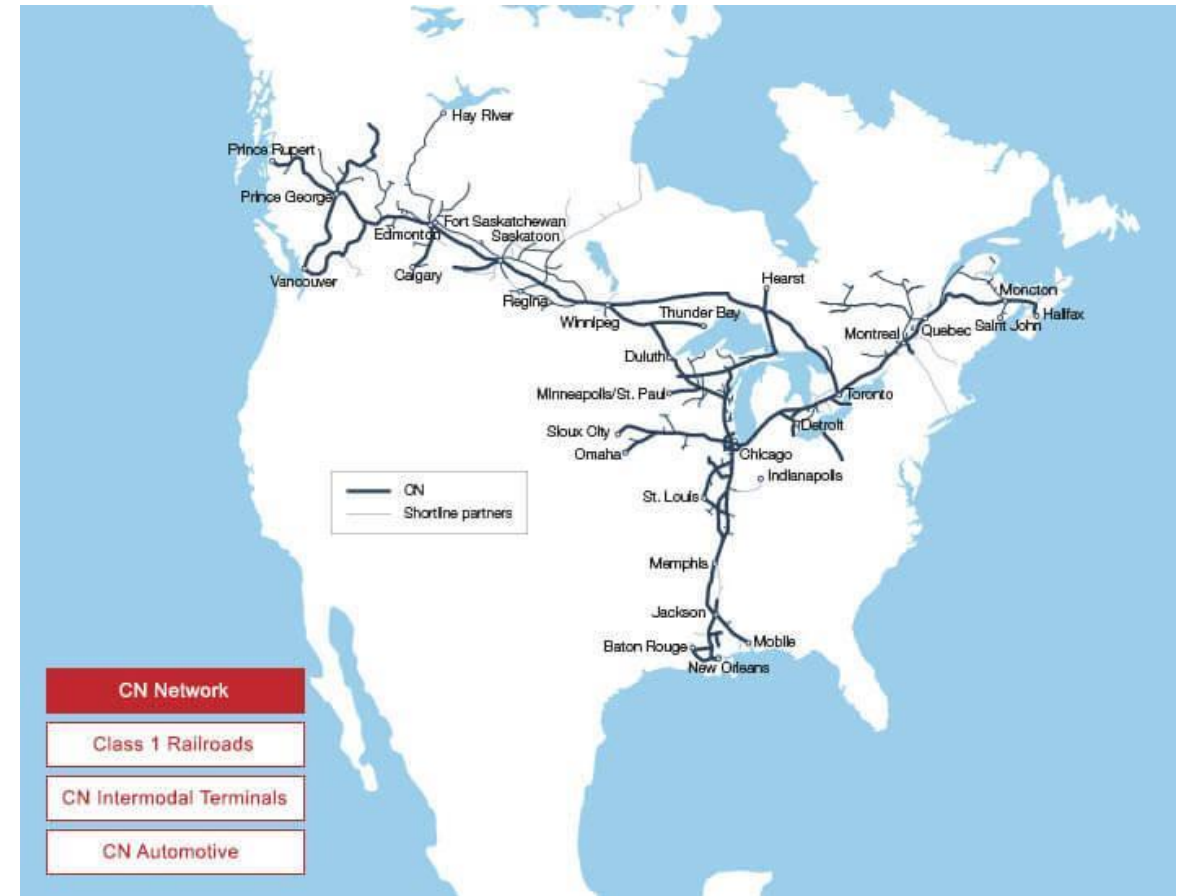 Hay River
Prince Rupert
Prince George
Fort Saskatchewan
Edmonton
Saskatoon
Vancouver
Calgary
Hearst
Moncton
Regina
Thunder Bay
Halifax
Winnipeg
Montreal
Quebec
Saint John
Duluth
Minneapolis/St. Paul
Toronto
Sioux City
Detroit
Omaha
Chicago
Indianapolis
CN
St. Louis
Shortline partners
Memphis
Jackson
Baton Rouge
Mobile
New Orleans
CN Network
Class 1 Railroads
CN Intermodal Terminals
CN Automotive